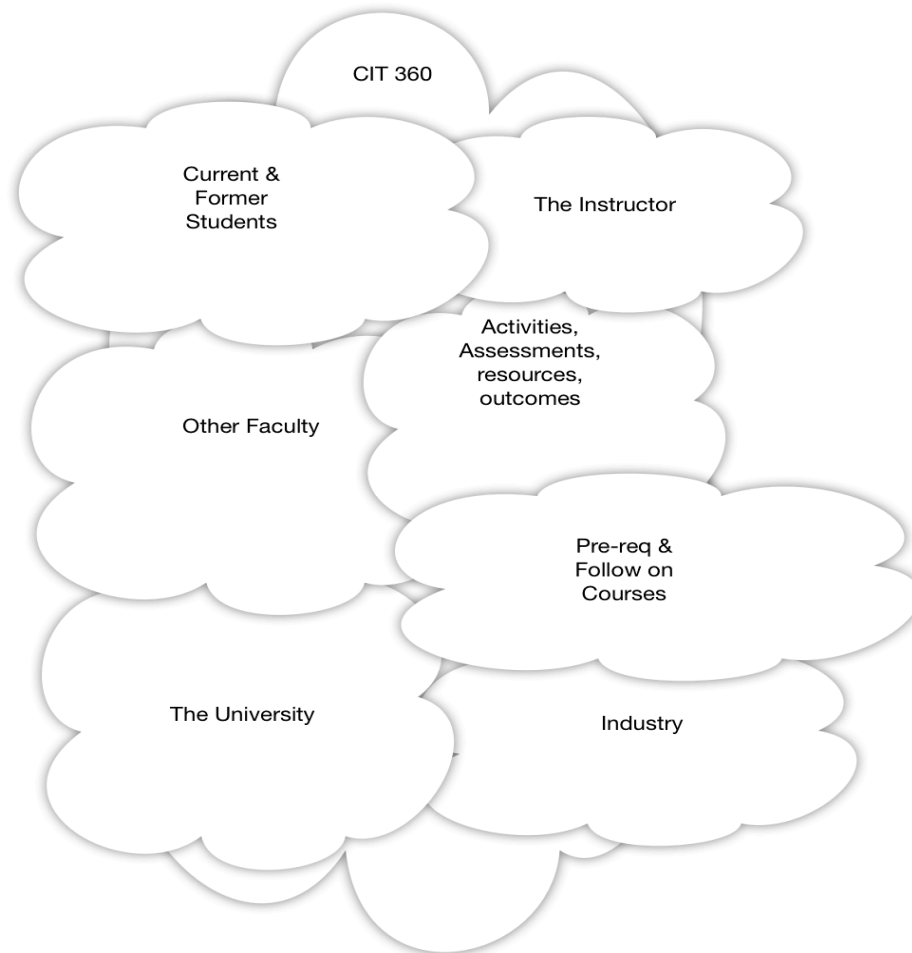 CIT 360
Current &
Former
Students
The Instructor
Activities,
Assessments,
resources,
outcomes
Other Faculty
Pre-req &
Follow on
Courses
The University
Industry